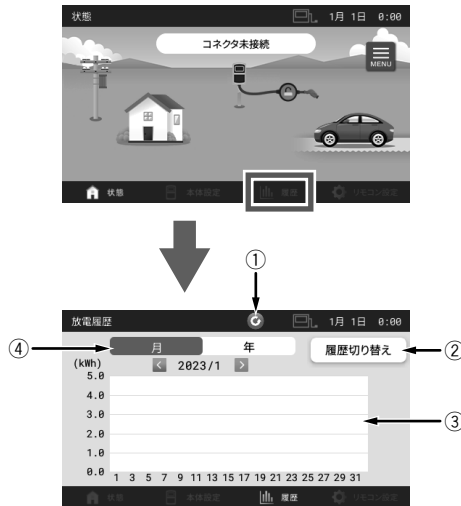 状態 1月 1日 0:00
コネクタ未接続
MENU
状態 本体設定 履歴 リモコン設定
①
放電履歴 1月 1日 0:00
④ 月 年 履歴切り替え ②
(kWh) < 2023/1 >
5.0
4.0
3.0 ③
2.0
1.0
0.0
1 3 5 7 9 11 13 15 17 19 21 23 25 27 29 31
状態 本体設定 履歴 リモコン設定